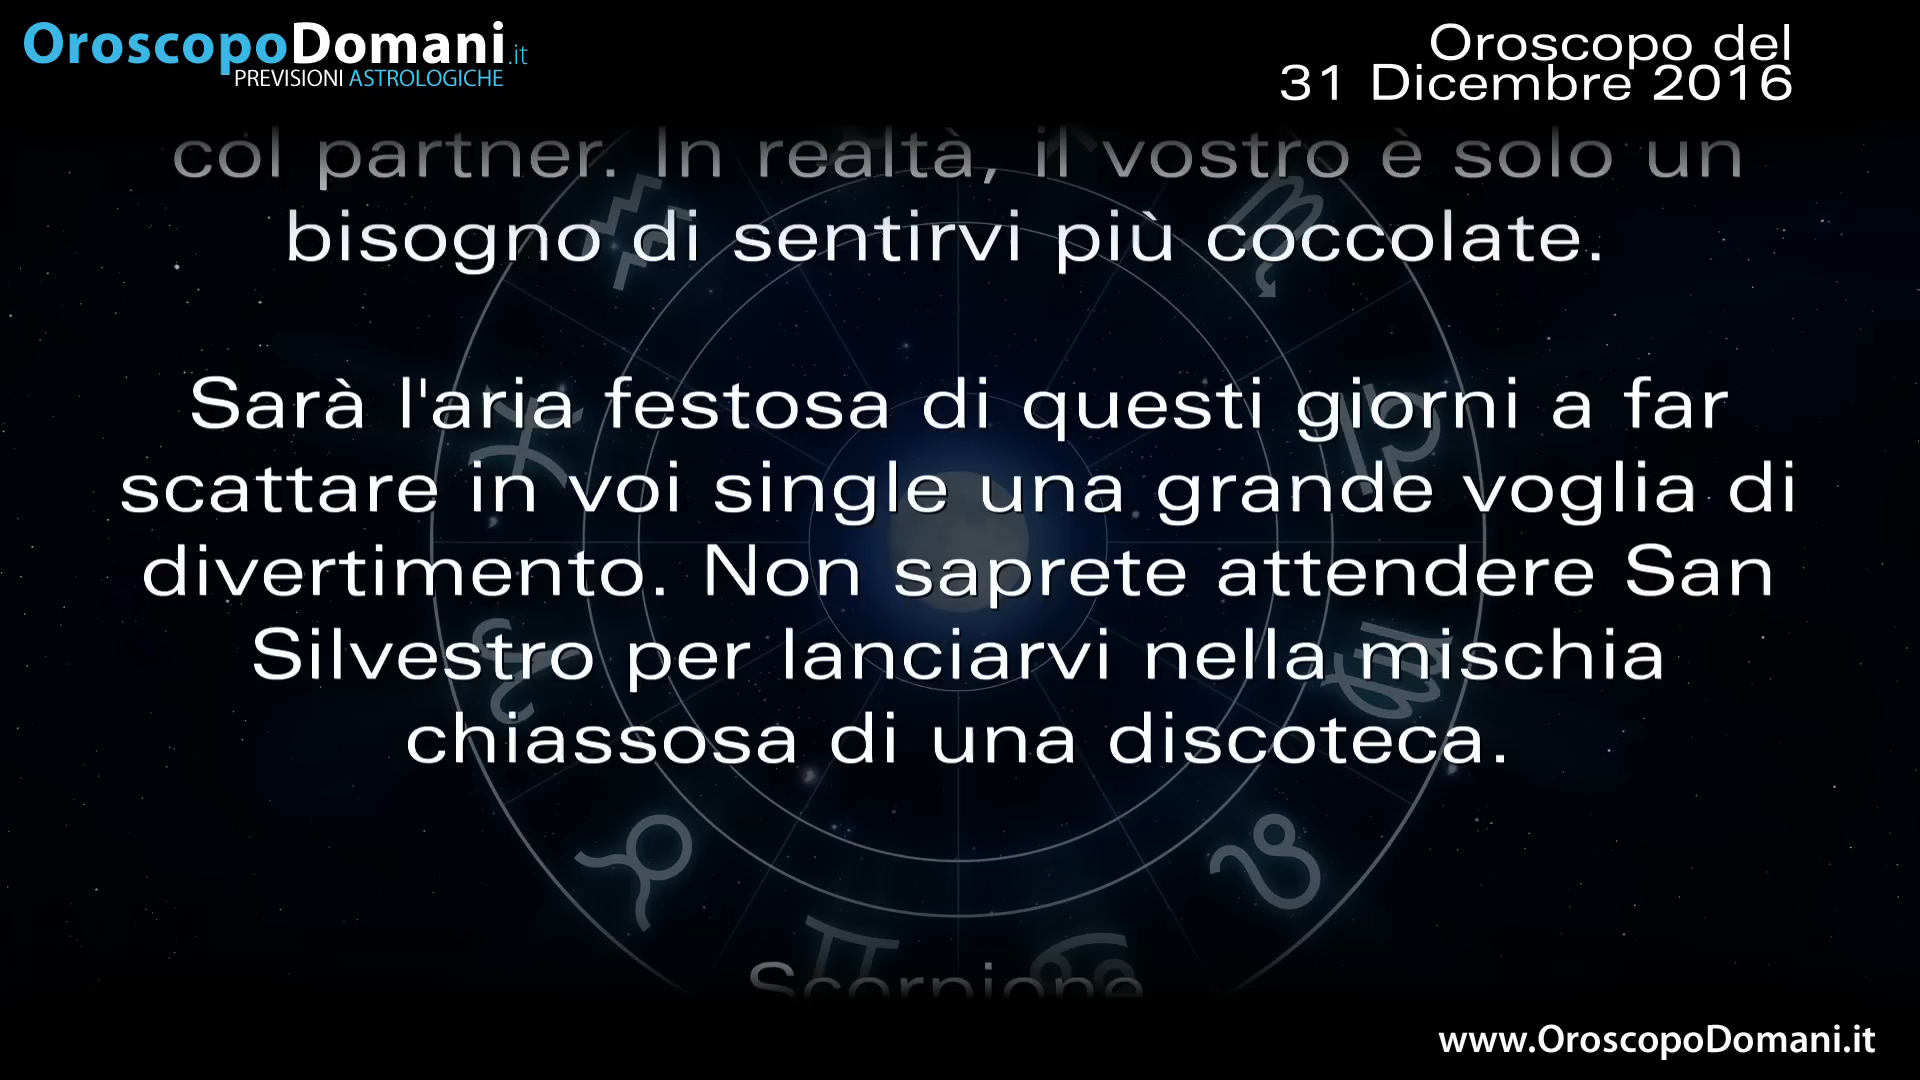 OroscopoDomani.it
PREVISIONI ASTROLOGICHE
Oroscopo del
31 Dicembre 2016
col partner. In realtà, il vostro è solo un
bisogno di sentirvi più coccolate.
Sarà l'aria festosa di questi giorni a far
scattare in voi single una grande voglia di
divertimento. Non saprete attendere San
Silvestro per lanciarvi nella mischia
chiassosa di una discoteca.
Scorpione
www.OroscopoDomani.it